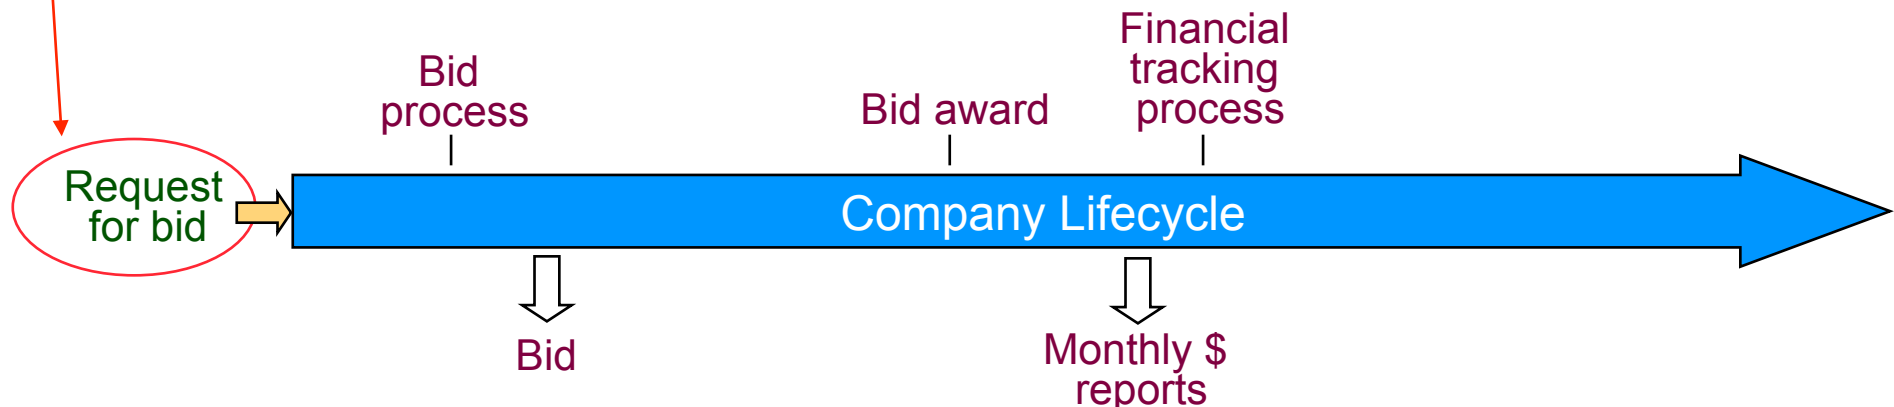 Financial
tracking
process
Bid
process
Bid award
Request
for bid
Company Lifecycle
Bid
Monthly $
reports